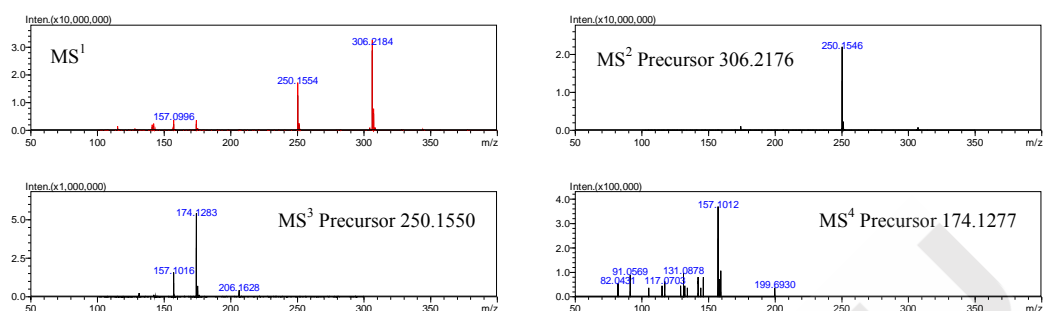 Inten.(x10,000,000)
MS1
3.0
2.0
1.0
0.0
157.0996
250.1554
306.2184
50 100 150 200 250 300 350 m/z
Inten.(x10,000,000)
MS2 Precursor 306.2176
2.0
1.0
0.0
250.1546
50 100 150 200 250 300 350 m/z
Inten.(x1,000,000)
MS3 Precursor 250.1550
5.0
2.5
0.0
174.1283
157.1016
206.1628
50 100 150 200 250 300 350 m/z
Inten.(x100,000)
MS4 Precursor 174.1277
4.0
3.0
2.0
1.0
0.0
157.1012
91.0569
131.0878
82.0431
117.0703
199.6930
50 100 150 200 250 300 350 m/z